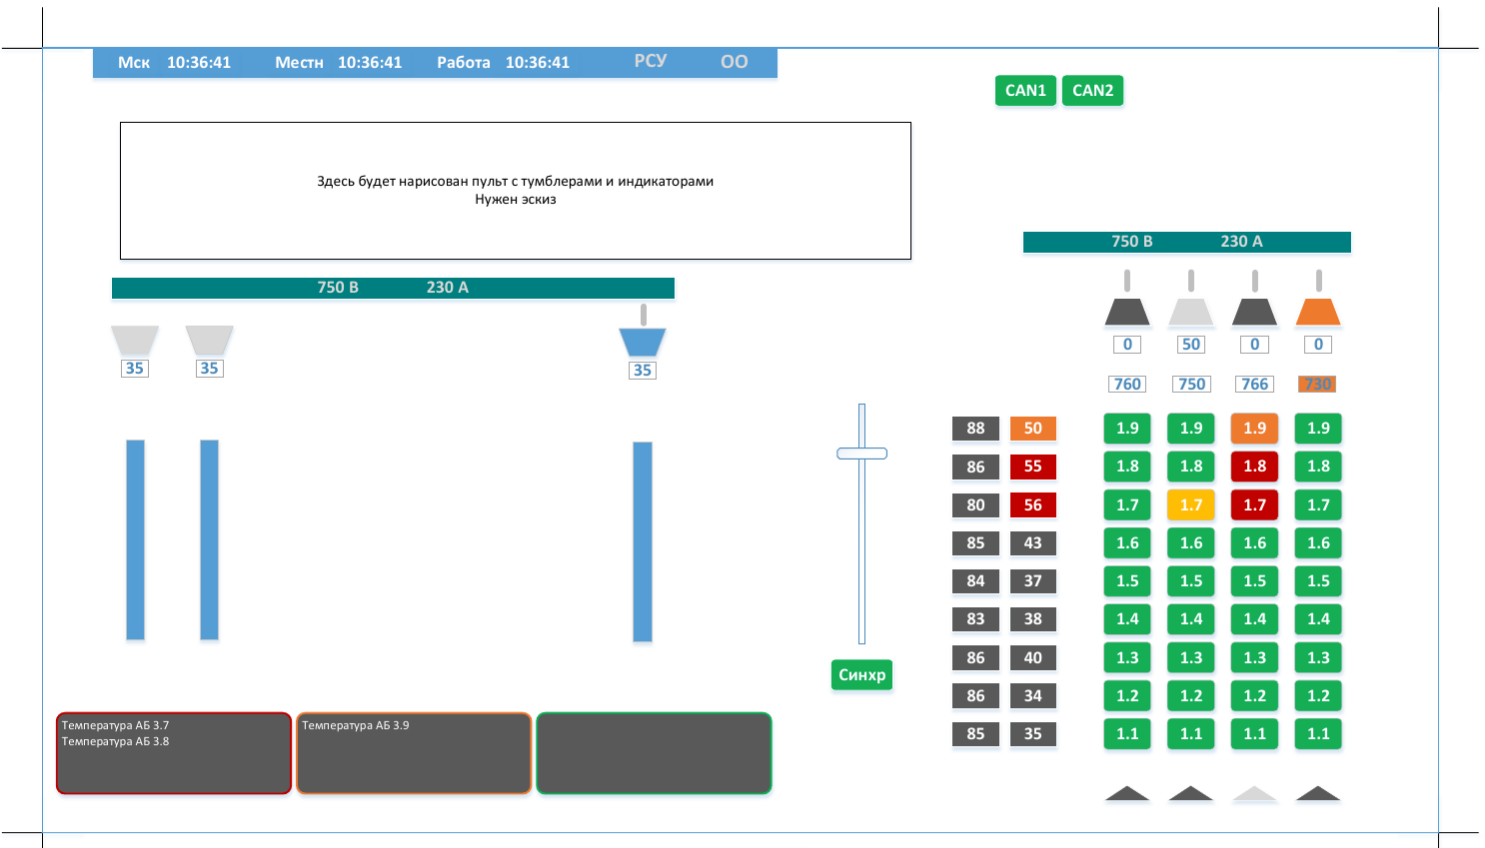 Мск 10:36:41 Местн 10:36:41 Работа 10:36:41 РСУ ОО
CAN1 CAN2
Здесь будет нарисован пульт с тумблерами и индикаторами
Нужен эскиз
750 В 230 А
750 В 230 А
35 35 35
0 50 0 0
760 750 766 730
88 50 1.9 1.9 1.9 1.9
86 55 1.8 1.8 1.8 1.8
80 56 1.7 1.7 1.7 1.7
85 43 1.6 1.6 1.6 1.6
84 37 1.5 1.5 1.5 1.5
83 38 1.4 1.4 1.4 1.4
86 40 1.3 1.3 1.3 1.3
86 34 1.2 1.2 1.2 1.2
85 35 1.1 1.1 1.1 1.1
Синхр
Температура АБ 3.7
Температура АБ 3.8
Температура АБ 3.9